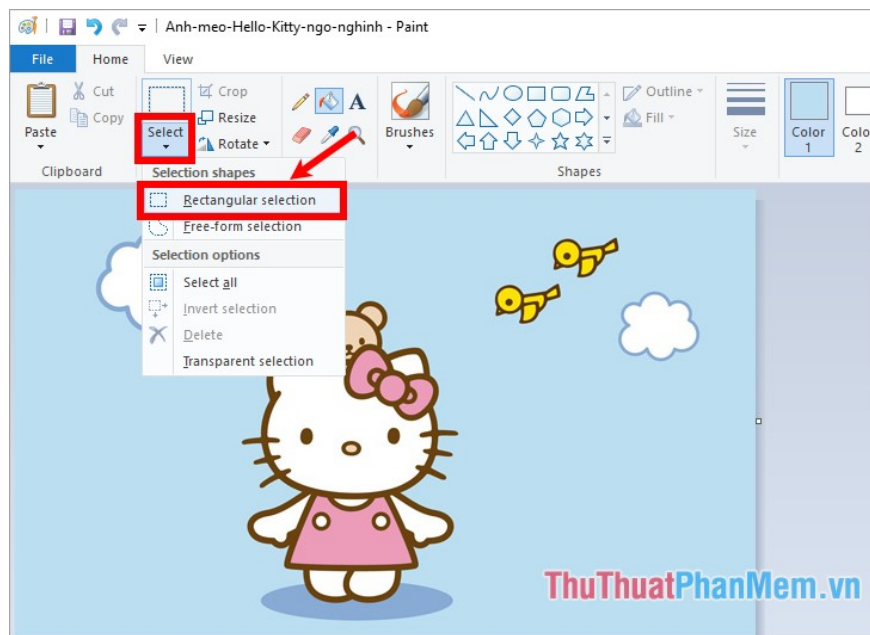 Anh-meo-Hello-Kitty-ngo-nghinh - Paint
File Home View
Paste
Cut
Copy
Clipboard
Select
Crop
Resize
Rotate
A
Brushes
Outline
Fill
Shapes
Size
Color 1
Colo
2
Selection shapes
Rectangular selection
Free-form selection
Selection options
Select all
Invert selection
Delete
Transparent selection
ThuThuatPhanMem.vn